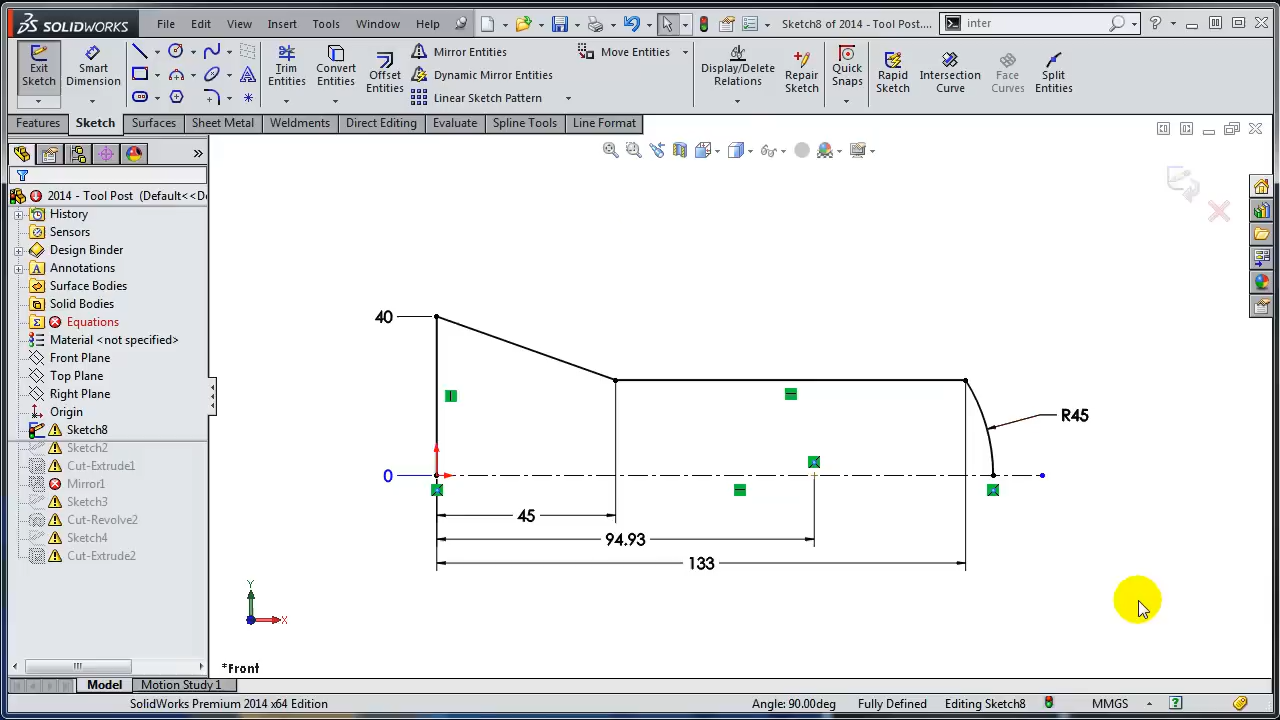 SOLIDWORKS File Edit View Insert Tools Window Help Sketch8 of 2014 - Tool Post.... inter
Exit Sketch
Smart Dimension
Trim Entities
Convert Entities
Offset Entities
Mirror Entities
Dynamic Mirror Entities
Linear Sketch Pattern
Move Entities
Display/Delete Relations
Repair Sketch
Quick Snaps
Rapid Sketch
Intersection Curve
Face Curves
Split Entities
Features Sketch Surfaces Sheet Metal Weldments Direct Editing Evaluate Spline Tools Line Format
2014 - Tool Post (Default<<De
History
Sensors
Design Binder
Annotations
Surface Bodies
Solid Bodies
Equations
Material <not specified>
Front Plane
Top Plane
Right Plane
Origin
Sketch8
Sketch2
Cut-Extrude1
Mirror1
Sketch3
Cut-Revolve2
Sketch4
Cut-Extrude2
40
R45
0
45
94.93
133
Y
X
*Front
Model Motion Study 1
SolidWorks Premium 2014 x64 Edition Angle: 90.00deg Fully Defined Editing Sketch8 MMGS